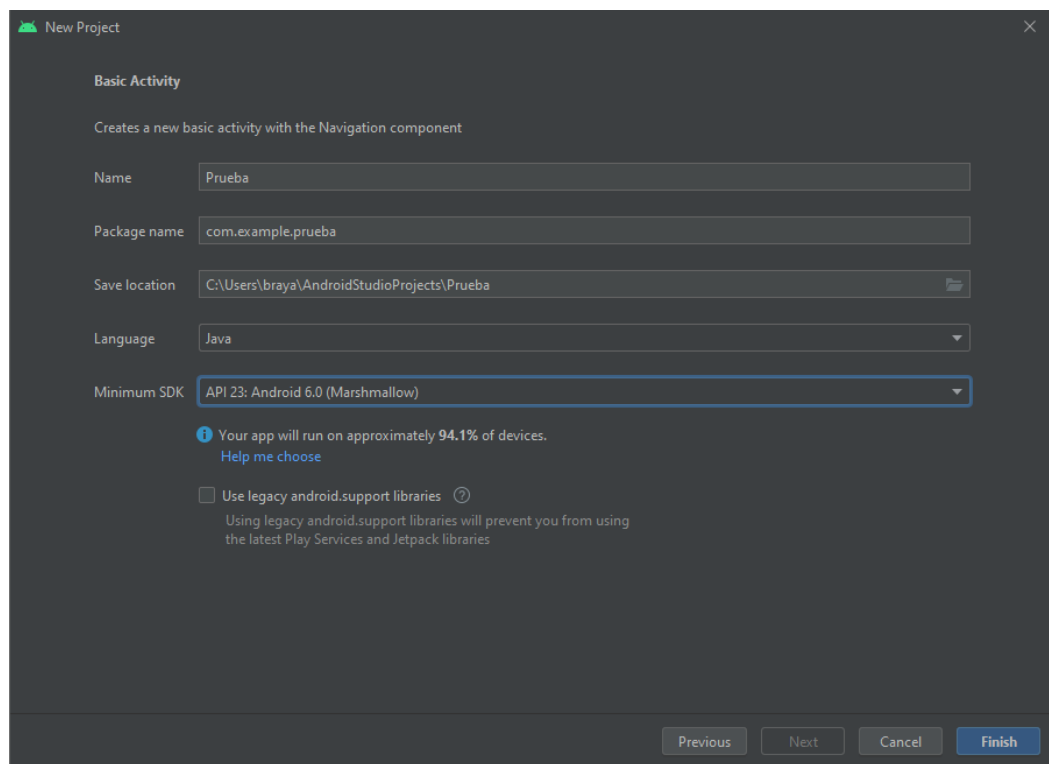 New Project
Basic Activity
Creates a new basic activity with the Navigation component
Name Prueba
Package name com.example.prueba
Save location C:\Users\braya\AndroidStudioProjects\Prueba
Language Java
Minimum SDK API 23: Android 6.0 (Marshmallow)
Your app will run on approximately 94.1% of devices.
Help me choose
Use legacy android.support libraries
Using legacy android.support libraries will prevent you from using
the latest Play Services and Jetpack libraries
Previous Next Cancel Finish